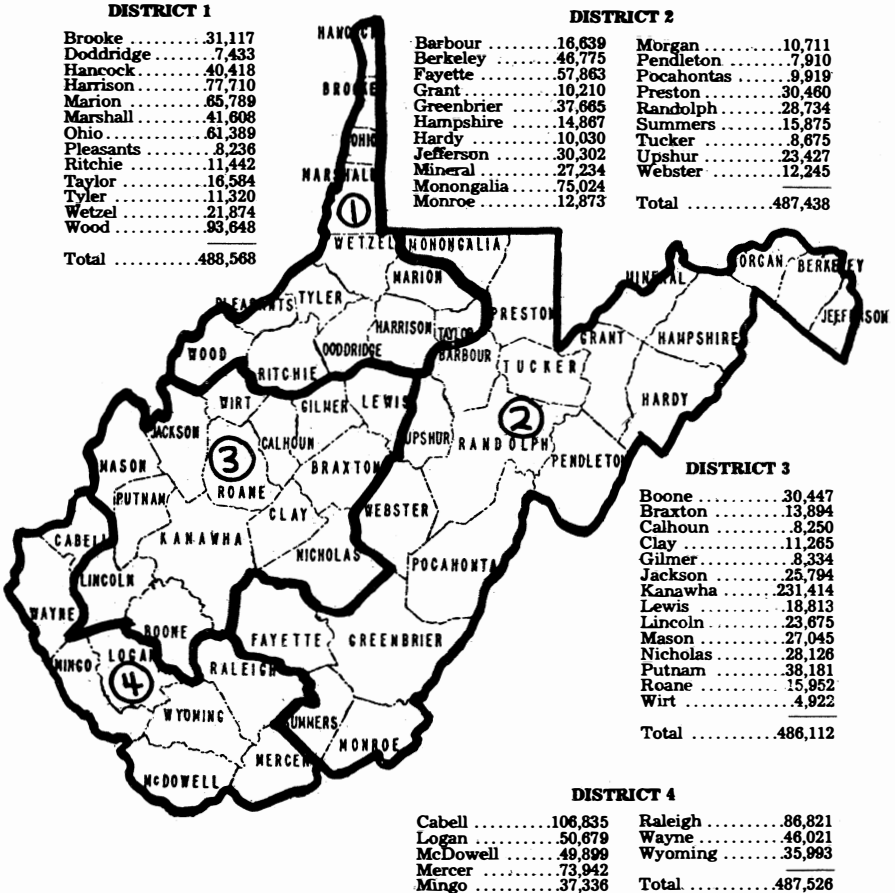 DISTRICT 1
Brooke .........31,117
Doddridge ........7,433
Hancock .........40,418
Harrison .........77,710
Marion ..........65,789
Marshall .........41,608
Ohio .............61,389
Pleasants .........8,236
Ritchie ..........11,442
Taylor ...........16,584
Tyler ............11,320
Wetzel ...........21,874
Wood ............93,648
Total ...........488,568
DISTRICT 2
Barbour .........16,639
Berkeley ........46,775
Fayette ..........57,863
Grant ............10,210
Greenbrier ......37,665
Hampshire ......14,867
Hardy ...........10,030
Jefferson ........30,302
Mineral .........27,234
Monongalia ......75,024
Monroe ..........12,873
Morgan ..........10,711
Pendleton .........7,910
Pocahontas .......9,919
Preston ..........30,460
Randolph ........28,734
Summers ........15,875
Tucker ...........8,675
Upshur ..........23,427
Webster .........12,245
Total ...........487,438
HANCOCK
BROOKE
OHIO
MARSHALL
1
WETZEL
MONONGALIA
MARION
PLEASANTS
TYLER
HARRISON
TAYLOR
PRESTON
MINERAL
MORGAN
BERKELEY
JEFFERSON
WOOD
DODDRIDGE
RITCHIE
BARBOUR
TUCKER
GRANT
HAMPSHIRE
HARDY
WIRT
GILMER
LEWIS
JACKSON
CALHOUN
UPSHUR
2
RANDOLPH
PENDLETON
3
MASON
ROANE
BRAXTON
PUTNAM
CLAY
WEBSTER
KANAWHA
NICHOLAS
POCAHONTA
CABELL
LINCOLN
WAYNE
BOONE
FAYETTE
GREENBRIER
MINGO
LOGAN
RALEIGH
4
WYOMING
SUMMERS
MONROE
MERCER
McDOWELL
DISTRICT 3
Boone ...........30,447
Braxton ..........13,894
Calhoun ..........8,250
Clay .............11,265
Gilmer ............8,334
Jackson ..........25,794
Kanawha .......231,414
Lewis ............18,813
Lincoln ..........23,675
Mason ...........27,045
Nicholas .........28,126
Putnam ..........38,181
Roane ...........15,952
Wirt ..............4,922
Total ...........486,112
DISTRICT 4
Cabell .........106,835
Logan ...........50,679
McDowell .......49,899
Mercer ..........73,942
Mingo ...........37,336
Raleigh ..........86,821
Wayne ...........46,021
Wyoming ........35,993
Total ...........487,526